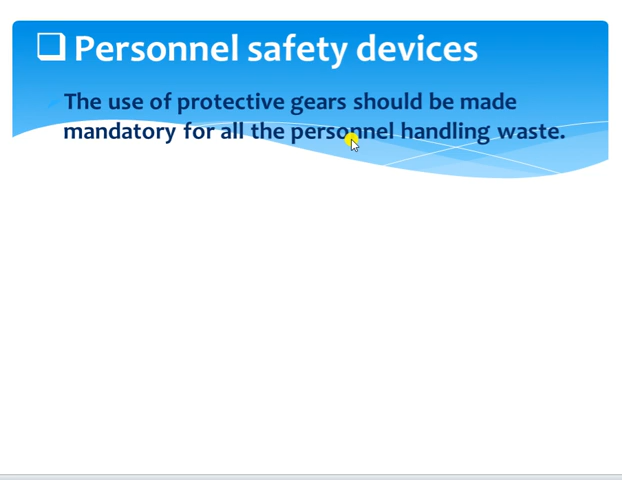 Personnel safety devices
The use of protective gears should be made
mandatory for all the personnel handling waste.